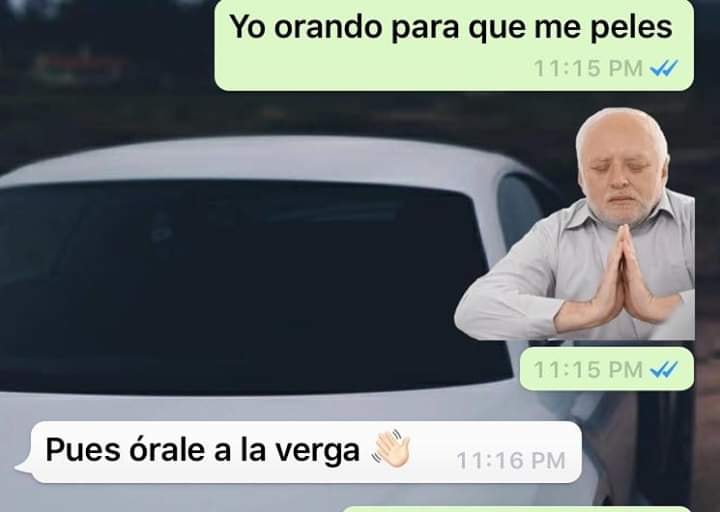 Yo orando para que me peles
11:15 PM
11:15 PM
Pues órale a la verga 👋🏻
11:16 PM